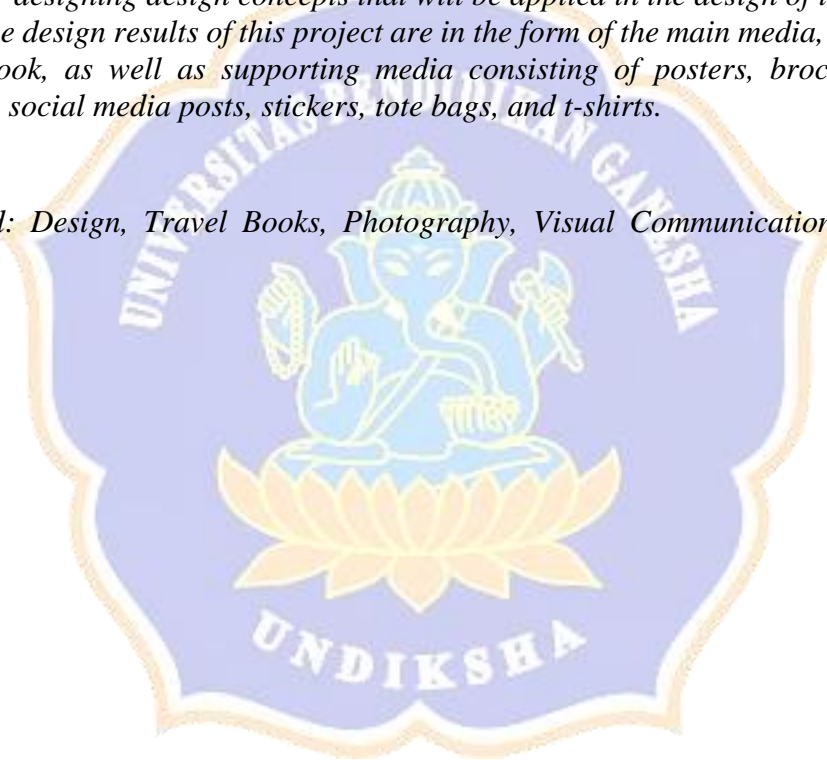 designing design concepts that will be applied in the design of
e design results of this project are in the form of the main media,
ook, as well as supporting media consisting of posters,
social media posts, stickers, tote bags, and t-shirts.
Design, Travel Books, Photography, Visual Communication
UNIVERSITAS PENDIDIKAN GANESHA
UNDIKSHA